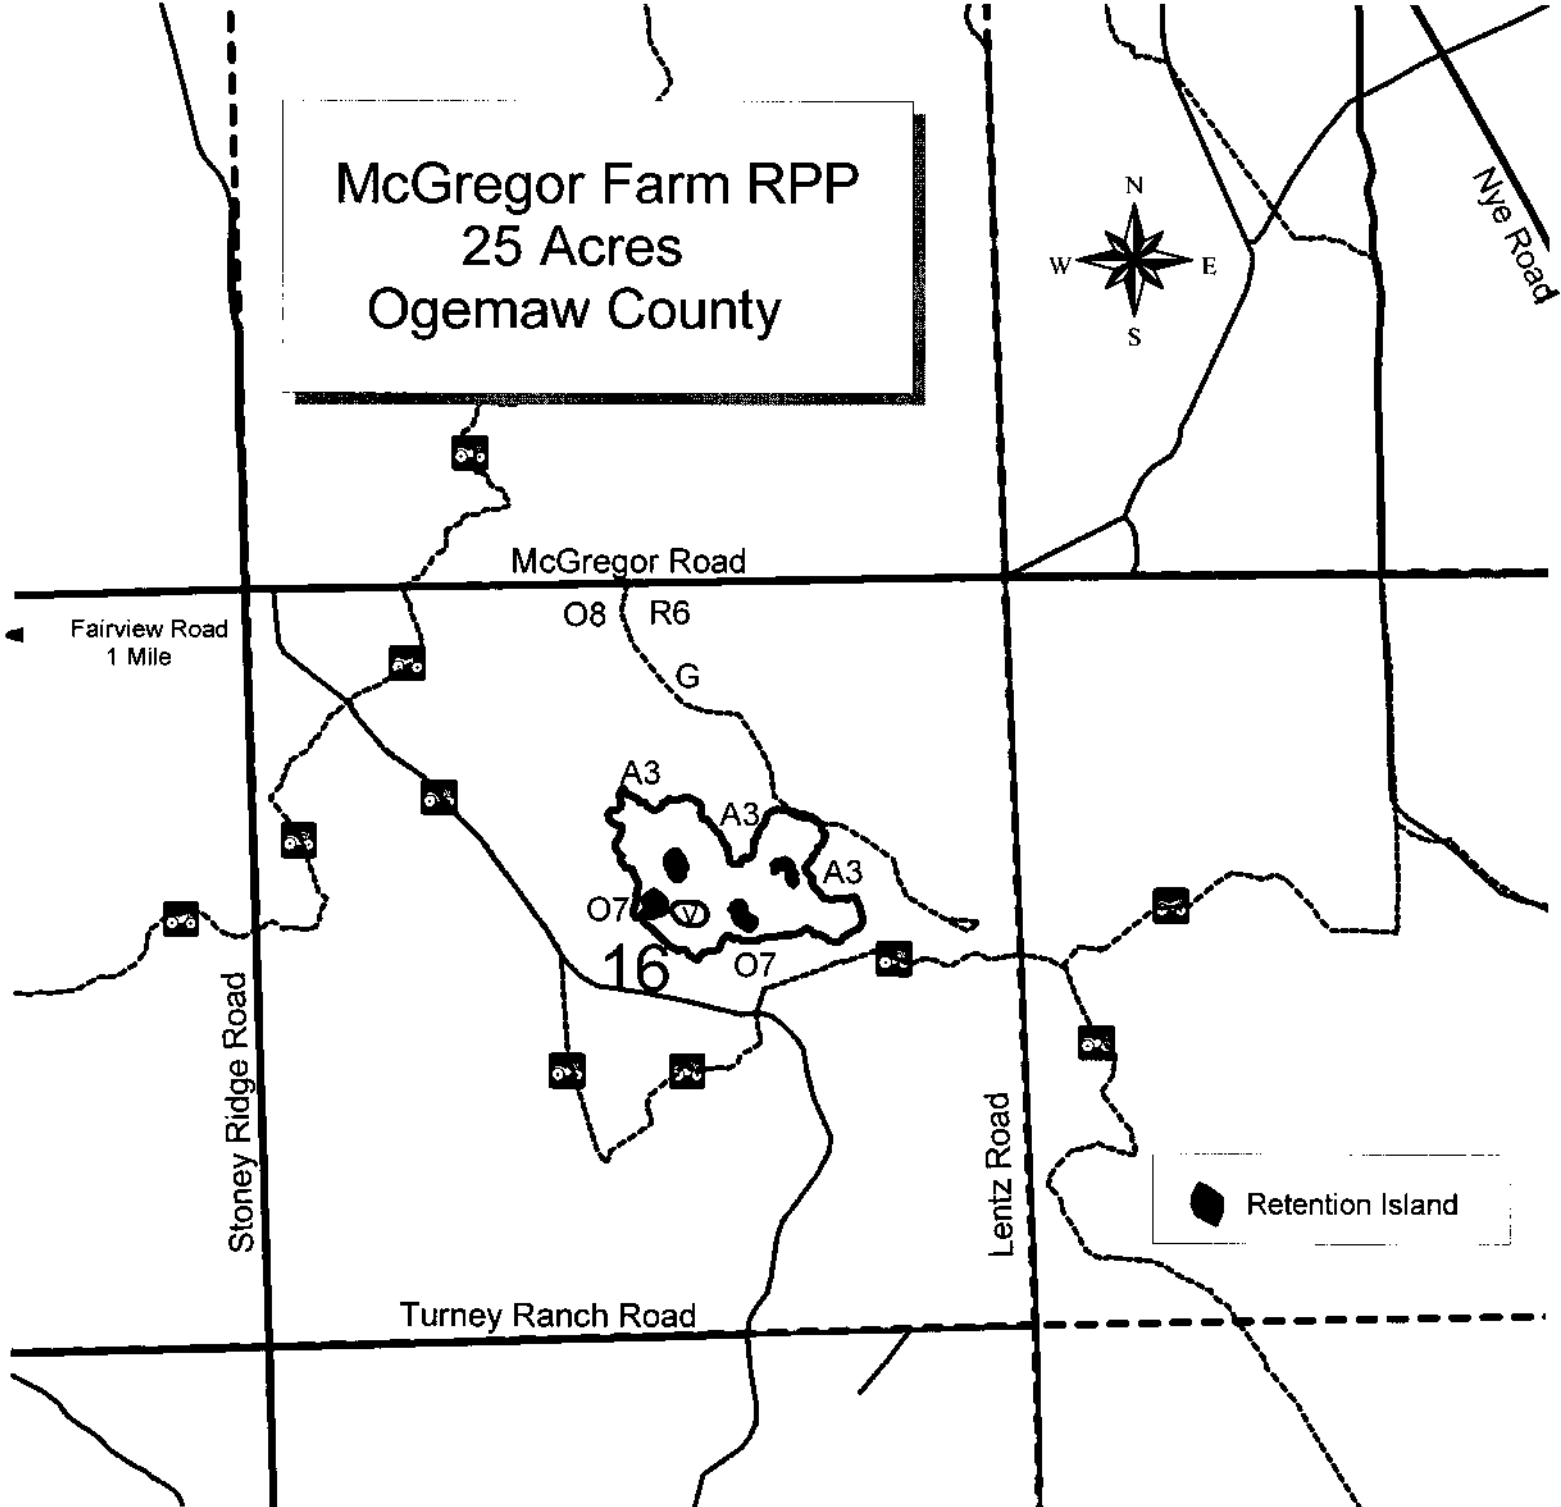 McGregor Farm RPP
25 Acres
Ogemaw County
N
W E
S
Nye Road
McGregor Road
O8 R6
Fairview Road
1 Mile
G
A3
A3
A3
O7
V
16
O7
Stoney Ridge Road
Lentz Road
Retention Island
Turney Ranch Road